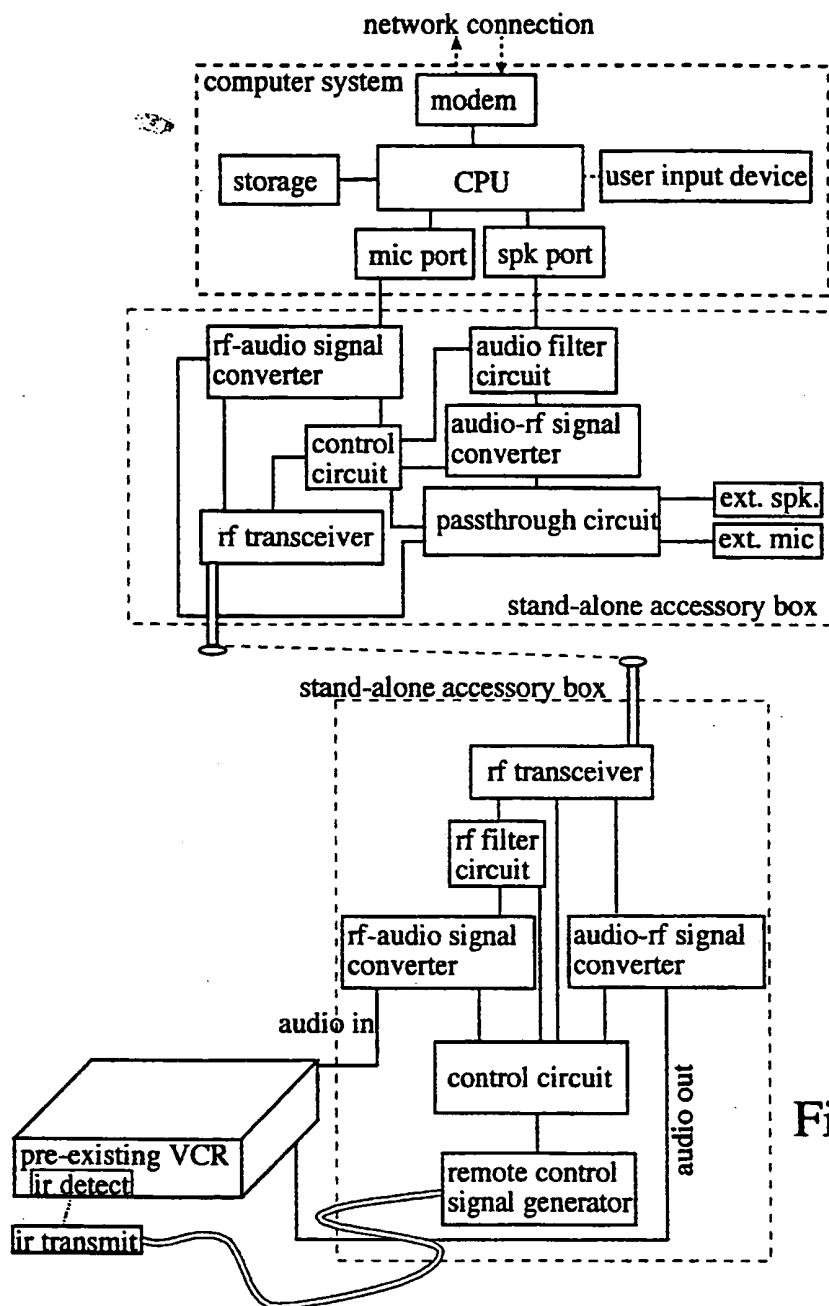 network connection
computer system
modem
storage
CPU
user input device
mic port
spk port
rf-audio signal
converter
audio filter
circuit
control
circuit
audio-rf signal
converter
rf transceiver
passthrough circuit
ext. spk.
ext. mic
stand-alone accessory box
stand-alone accessory box
rf transceiver
rf filter
circuit
rf-audio signal
converter
audio-rf signal
converter
audio in
control circuit
audio out
pre-existing VCR
ir detect
ir transmit
remote control
signal generator